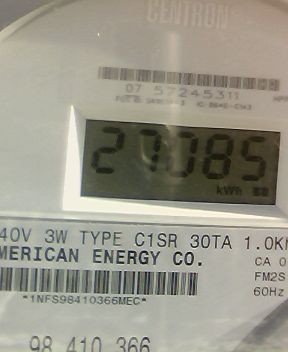 CENTRON
07 57245311
27085
kWh
40V 3W TYPE C1SR 30TA 1.0K
MERICAN ENERGY CO.
CA 0
FM2S
60Hz
*1NFS98410366MEC*
98 410 366